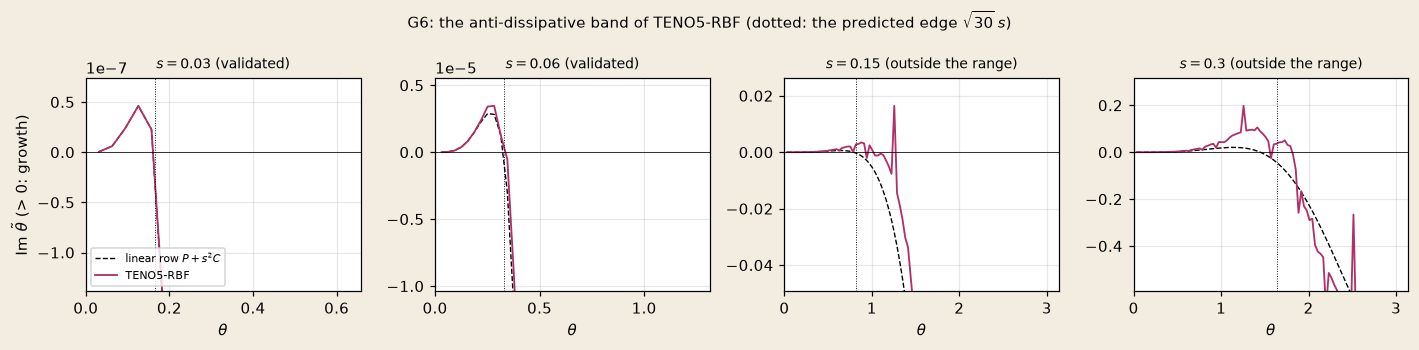 G6: the anti-dissipative band of TENO5-RBF (dotted: the predicted edge √30 s)
s = 0.03 (validated)
1e−7
0.5
0.0
−0.5
−1.0
Im θ̃ (> 0: growth)
linear row P + s²C
TENO5-RBF
0.0 0.2 0.4 0.6
θ
s = 0.06 (validated)
1e−5
0.5
0.0
−0.5
−1.0
0.0 0.5 1.0
θ
s = 0.15 (outside the range)
0.02
0.00
−0.02
−0.04
0 1 2 3
θ
s = 0.3 (outside the range)
0.2
0.0
−0.2
−0.4
0 1 2 3
θ